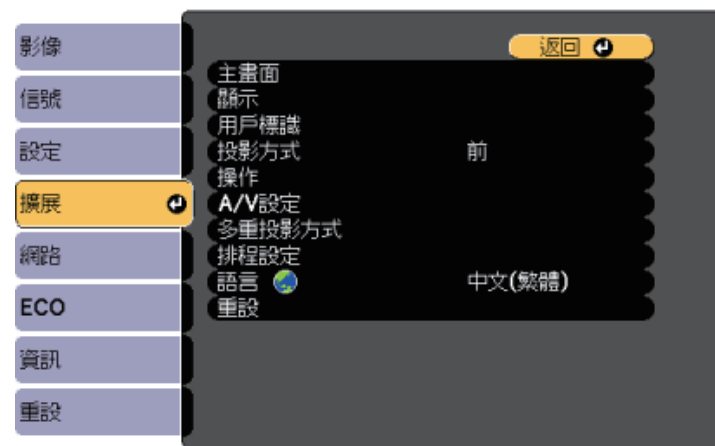 影像
信號
設定
擴展
網路
ECO
資訊
重設
返回
主畫面
顯示
用戶標識
投影方式 前
操作
A/V設定
多重投影方式
排程設定
語言 中文(繁體)
重設